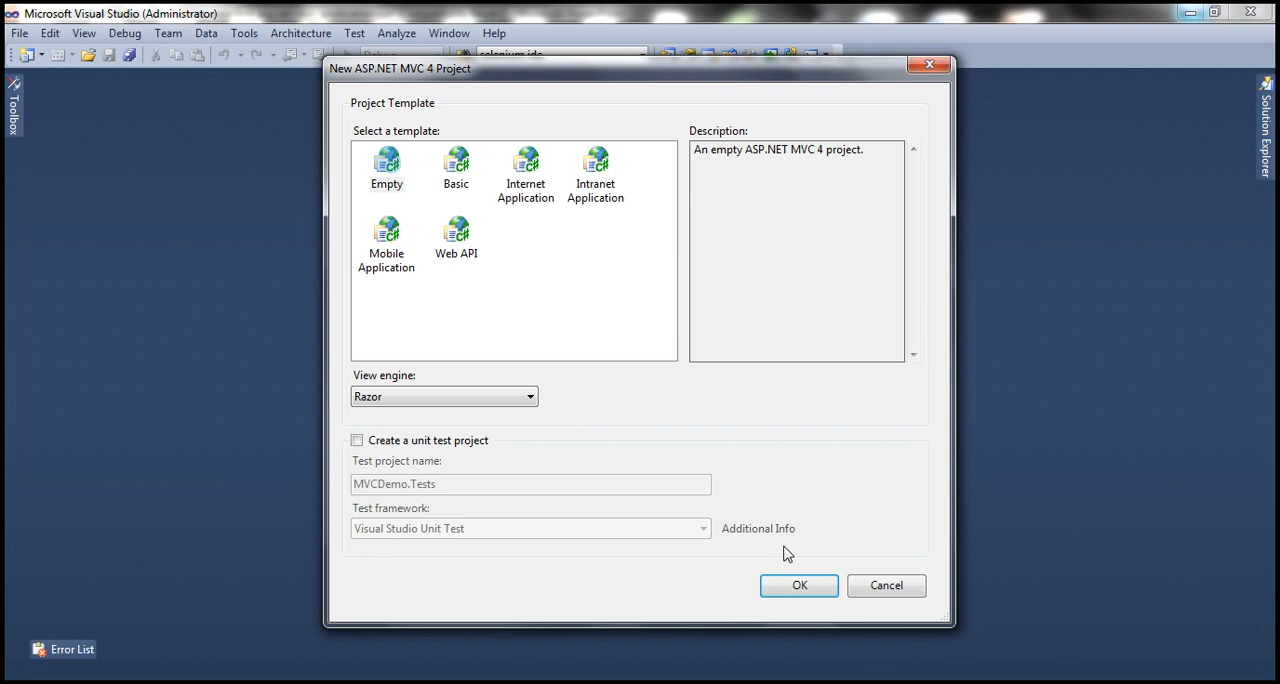 Microsoft Visual Studio (Administrator)
File Edit View Debug Team Data Tools Architecture Test Analyze Window Help
Debug selenium ide
New ASP.NET MVC 4 Project
Toolbox
Solution Explorer
Project Template
Select a template:
Description:
Empty
Basic
Internet Application
Intranet Application
Mobile Application
Web API
An empty ASP.NET MVC 4 project.
View engine:
Razor
Create a unit test project
Test project name:
MVCDemo.Tests
Test framework:
Visual Studio Unit Test
Additional Info
OK
Cancel
Error List